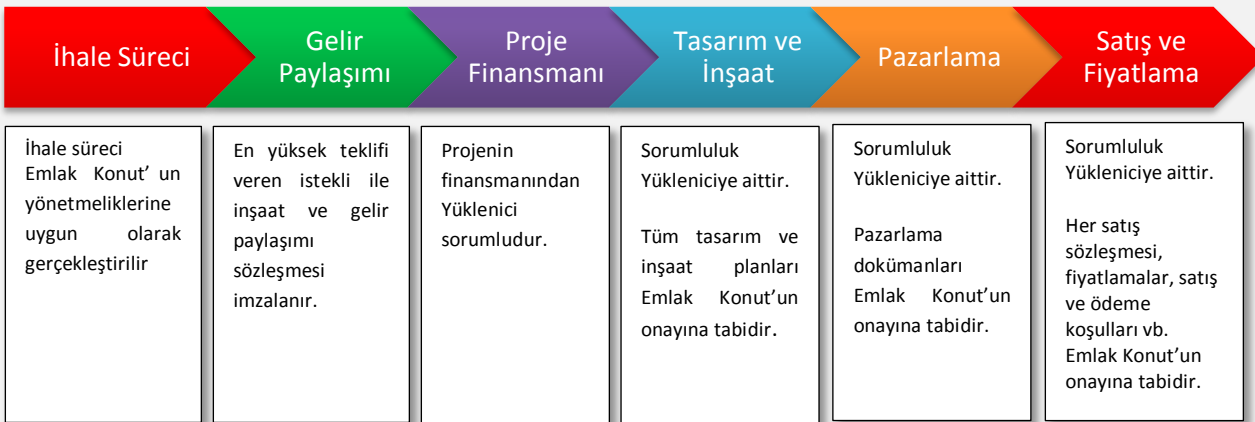 İhale Süreci
Gelir
Paylaşımı
Proje
Finansmanı
Tasarım ve
İnşaat
Pazarlama
Satış ve
Fiyatlama
İhale süreci
Emlak Konut' un
yönetmeliklerine
uygun olarak
gerçekleştirilir
En yüksek teklifi
veren istekli ile
inşaat ve gelir
paylaşımı
sözleşmesi
imzalanır.
Projenin
finansmanından
Yüklenici
sorumludur.
Sorumluluk
Yükleniciye aittir.
Tüm tasarım ve
inşaat planları
Emlak Konut'un
onayına tabidir.
Sorumluluk
Yükleniciye aittir.
Pazarlama
dokümanları
Emlak Konut'un
onayına tabidir.
Sorumluluk
Yükleniciye aittir.
Her satış
sözleşmesi,
fiyatlamalar, satış
ve ödeme
koşulları vb.
Emlak Konut'un
onayına tabidir.